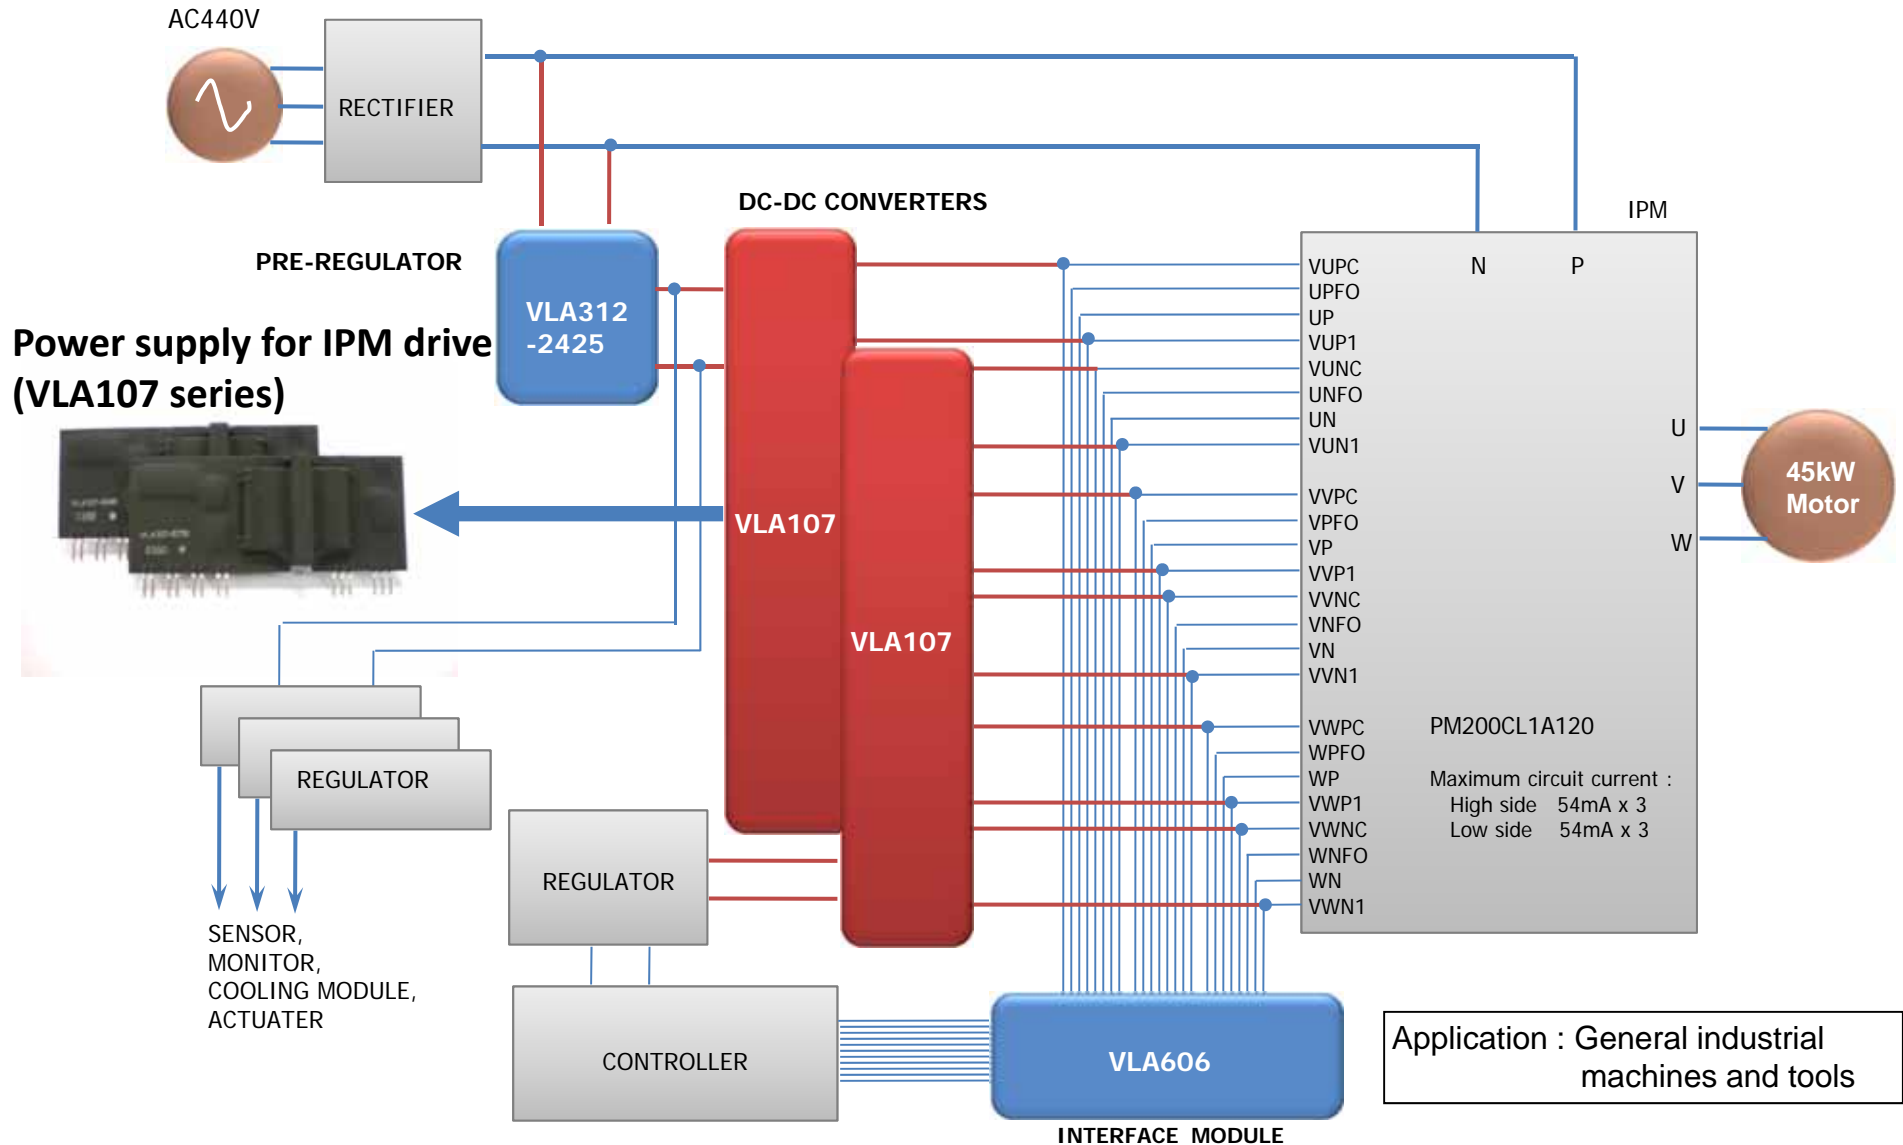 AC440V
RECTIFIER
DC-DC CONVERTERS
IPM
PRE-REGULATOR
VLA312
-2425
Power supply for IPM drive
(VLA107 series)
VLA107
VLA107
N
P
VUPC
UPFO
UP
VUP1
VUNC
UNFO
UN
VUN1
VVPC
VPFO
VP
VVP1
VVNC
VNFO
VN
VVN1
VWPC
WPFO
WP
VWP1
VWNC
WNFO
WN
VWN1
PM200CL1A120
Maximum circuit current :
High side 54mA x 3
Low side 54mA x 3
U
V
W
45kW
Motor
REGULATOR
SENSOR,
MONITOR,
COOLING MODULE,
ACTUATER
REGULATOR
CONTROLLER
VLA606
INTERFACE MODULE
Application : General industrial
machines and tools